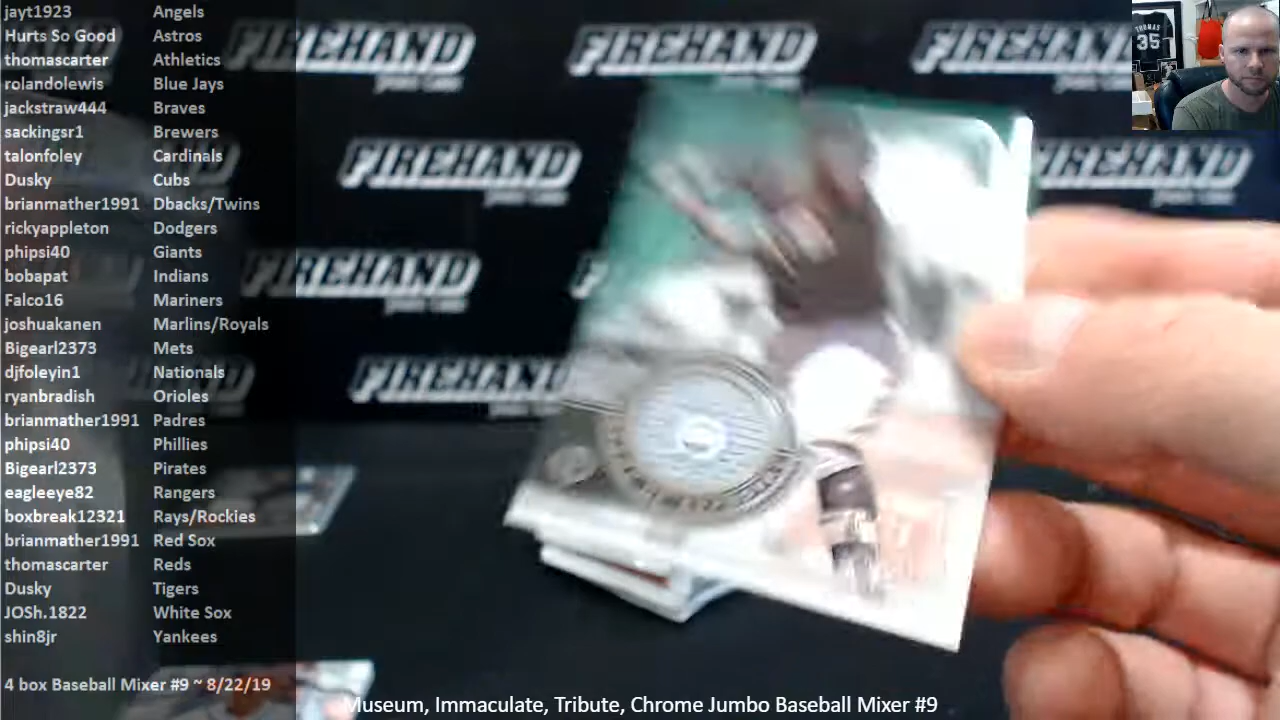 jayt1923 Angels
Hurts So Good Astros
thomascarter Athletics
rolandolewis Blue Jays
jackstraw444 Braves
sackingsr1 Brewers
talonfoley Cardinals
Dusky Cubs
brianmather1991 Dbacks/Twins
rickyappleton Dodgers
phipsi40 Giants
bobapat Indians
Falco16 Mariners
joshuakanen Marlins/Royals
Bigearl2373 Mets
djfoleyin1 Nationals
ryanbradish Orioles
brianmather1991 Padres
phipsi40 Phillies
Bigearl2373 Pirates
eagleeye82 Rangers
boxbreak12321 Rays/Rockies
brianmather1991 Red Sox
thomascarter Reds
Dusky Tigers
JOSh.1822 White Sox
shin8jr Yankees
4 box Baseball Mixer #9 ~ 8/22/19
FIREHAND FIREHAND FIREHAND
FIREHAND FIREHAND
FIREHAND
FIREHAND
THOMAS
35
Museum, Immaculate, Tribute, Chrome Jumbo Baseball Mixer #9